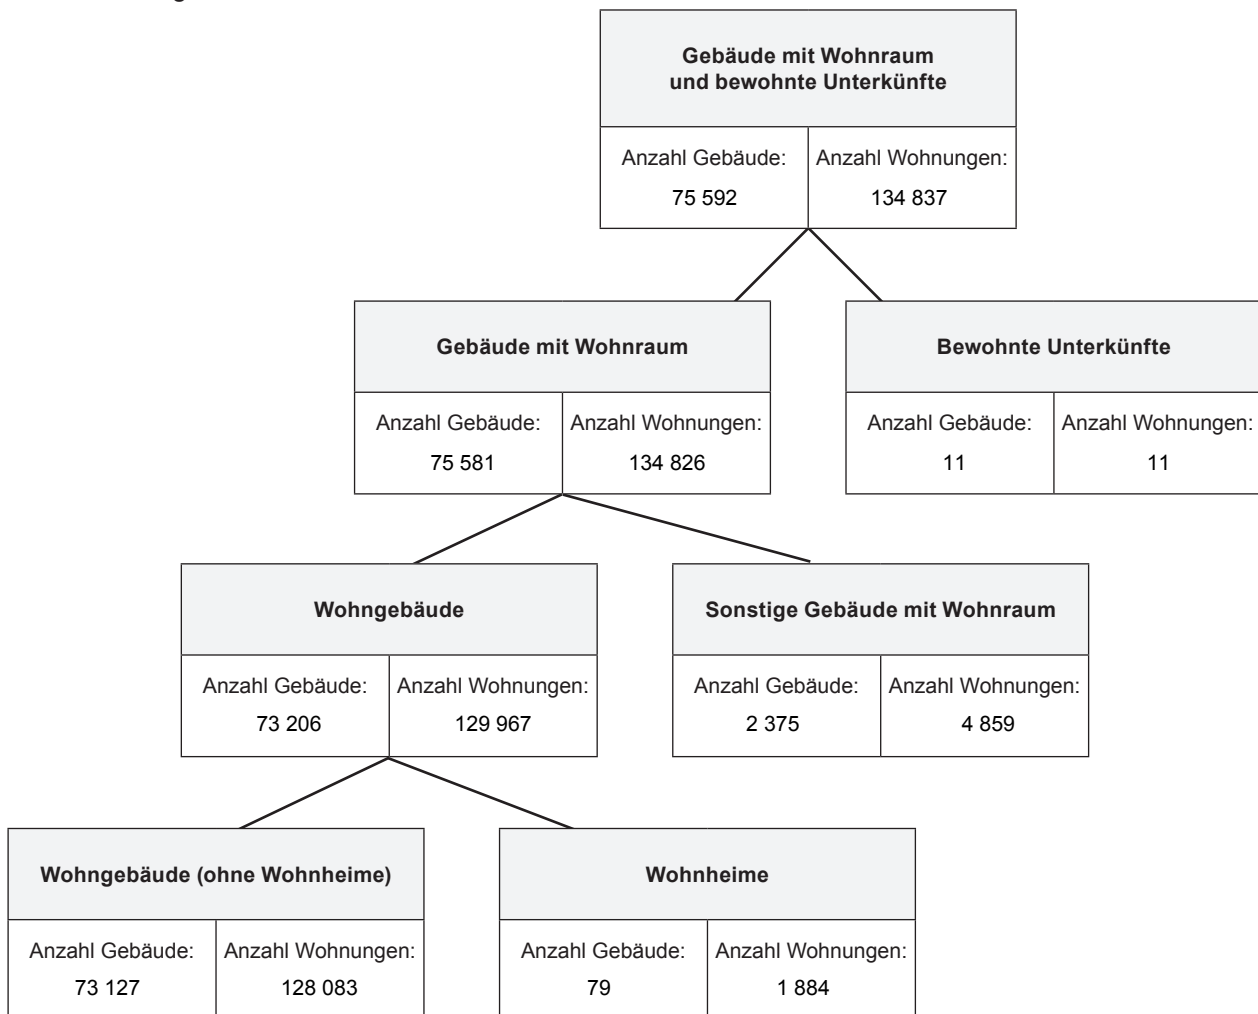 Gebäude mit Wohnraum
und bewohnte Unterkünfte
Anzahl Gebäude: Anzahl Wohnungen:
75 592 134 837
Gebäude mit Wohnraum Bewohnte Unterkünfte
Anzahl Gebäude: Anzahl Wohnungen: Anzahl Gebäude: Anzahl Wohnungen:
75 581 134 826 11 11
Wohngebäude Sonstige Gebäude mit Wohnraum
Anzahl Gebäude: Anzahl Wohnungen: Anzahl Gebäude: Anzahl Wohnungen:
73 206 129 967 2 375 4 859
Wohngebäude (ohne Wohnheime) Wohnheime
Anzahl Gebäude: Anzahl Wohnungen: Anzahl Gebäude: Anzahl Wohnungen:
73 127 128 083 79 1 884